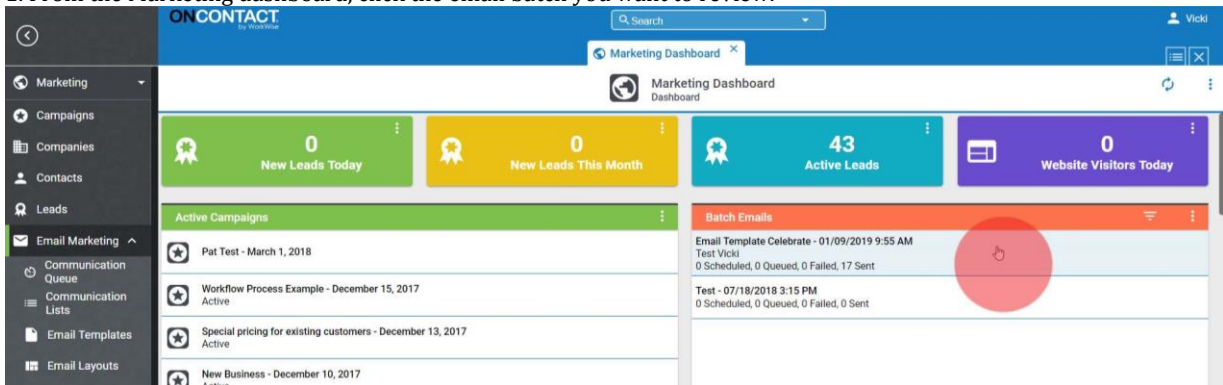 1. From the Marketing dashboard, click the email batch you want to review.
ONCONTACT
by WorkWise
Search
Vicki
Marketing Dashboard ×
Marketing
Marketing Dashboard
Dashboard
Campaigns
Companies
Contacts
Leads
Email Marketing
Communication
Queue
Communication
Lists
Email Templates
Email Layouts
0
New Leads Today
0
New Leads This Month
43
Active Leads
0
Website Visitors Today
Active Campaigns
Pat Test - March 1, 2018
Workflow Process Example - December 15, 2017
Active
Special pricing for existing customers - December 13, 2017
Active
New Business - December 10, 2017
Active
Batch Emails
Email Template Celebrate - 01/09/2019 9:55 AM
Test Vicki
0 Scheduled, 0 Queued, 0 Failed, 17 Sent
Test - 07/18/2018 3:15 PM
0 Scheduled, 0 Queued, 0 Failed, 0 Sent